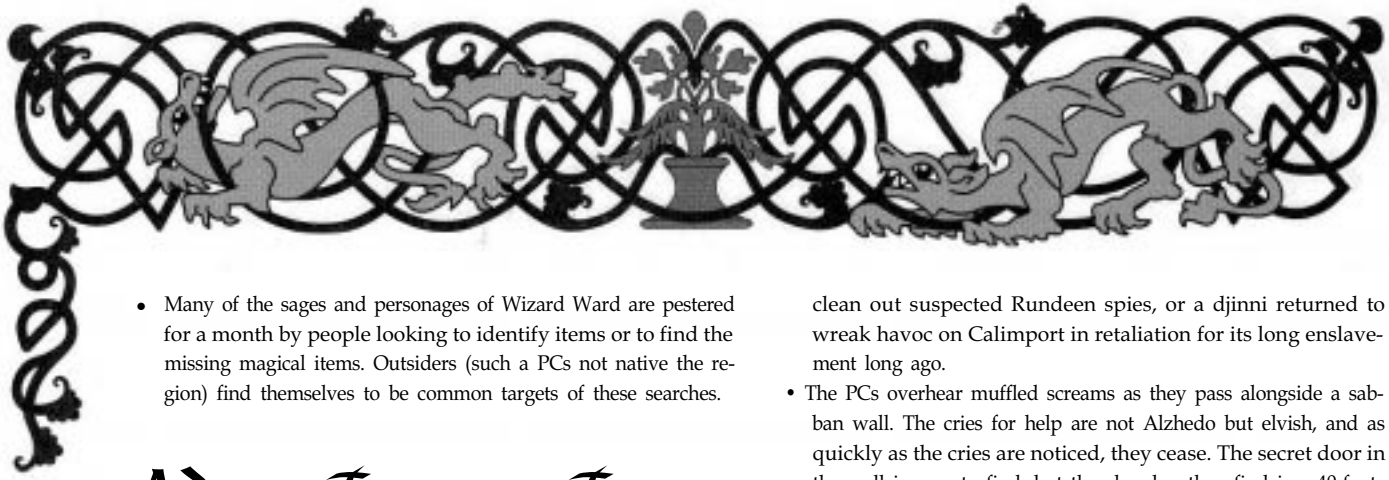 • Many of the sages and personages of Wizard Ward are pestered
for a month by people looking to identify items or to find the
missing magical items. Outsiders (such a PCs not native the re-
gion) find themselves to be common targets of these searches.
clean out suspected Rundeen spies, or a djinni returned to
wreak havoc on Calimport in retaliation for its long enslave-
ment long ago.
• The PCs overhear muffled screams as they pass alongside a sab-
ban wall. The cries for help are not Alzhedo but elvish, and as
quickly as the cries are noticed, they cease. The secret door in